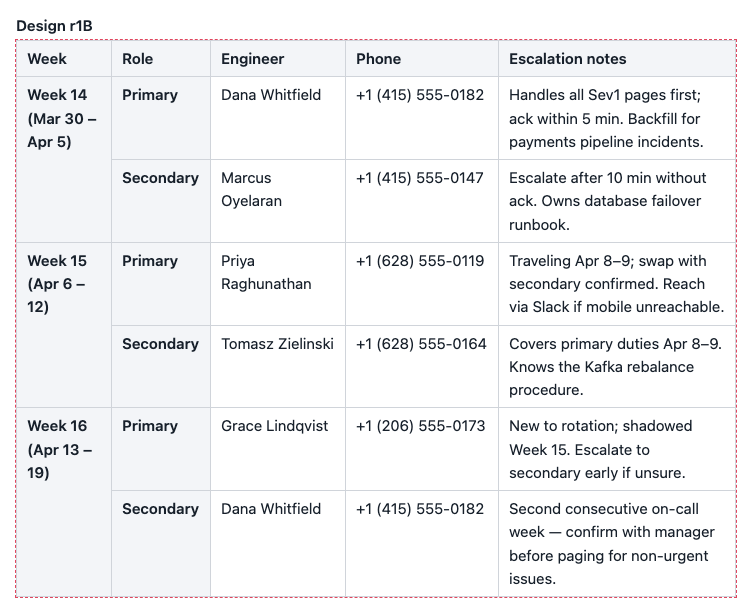 Design r1B
Week Role Engineer Phone Escalation notes
Week 14 Primary Dana Whitfield +1 (415) 555-0182 Handles all Sev1 pages first;
(Mar 30 – ack within 5 min. Backfill for
Apr 5) payments pipeline incidents.
Secondary Marcus +1 (415) 555-0147 Escalate after 10 min without
Oyelaran ack. Owns database failover
runbook.
Week 15 Primary Priya +1 (628) 555-0119 Traveling Apr 8–9; swap with
(Apr 6 – Raghunathan secondary confirmed. Reach
12) via Slack if mobile unreachable.
Secondary Tomasz Zielinski +1 (628) 555-0164 Covers primary duties Apr 8–9.
Knows the Kafka rebalance
procedure.
Week 16 Primary Grace Lindqvist +1 (206) 555-0173 New to rotation; shadowed
(Apr 13 – Week 15. Escalate to
19) secondary early if unsure.
Secondary Dana Whitfield +1 (415) 555-0182 Second consecutive on-call
week — confirm with manager
before paging for non-urgent
issues.